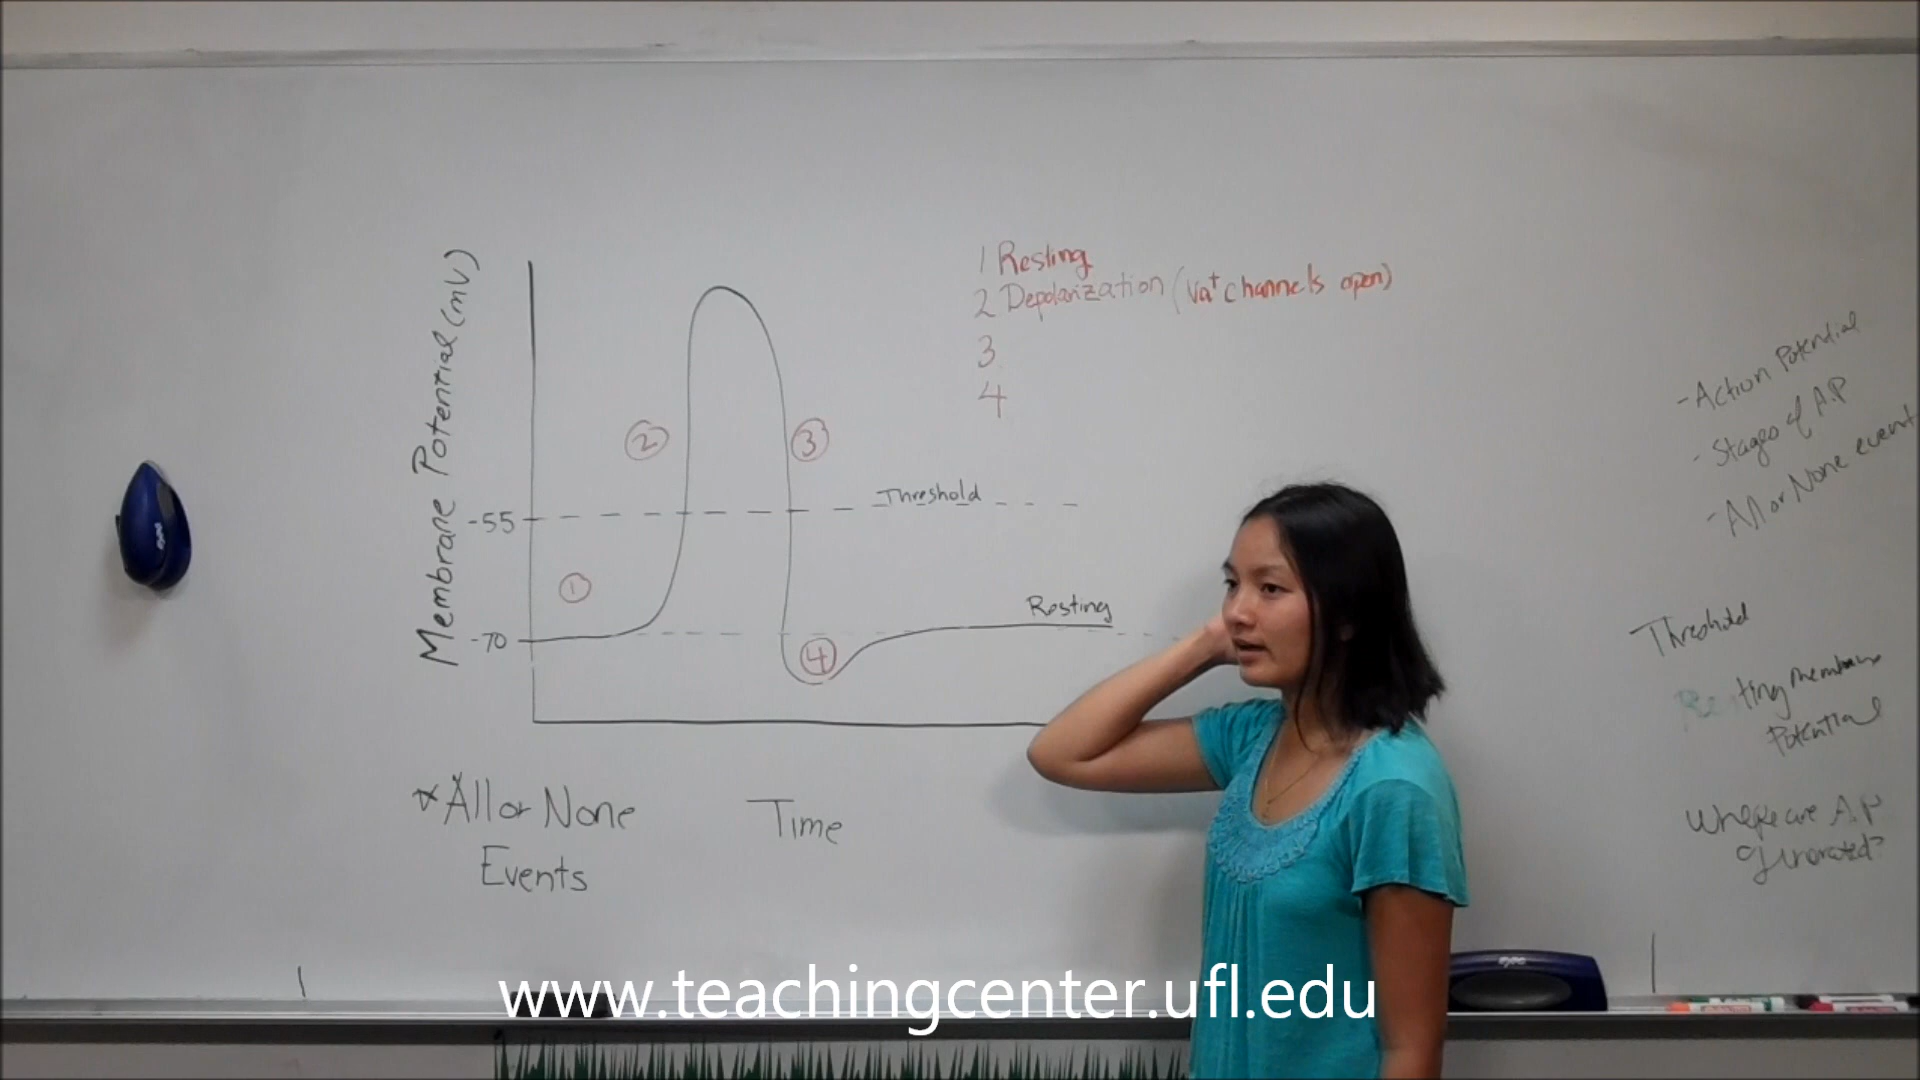 1 Resting
2 Depolarization (Na+ channels open)
3
4
Membrane Potential (mV)
2
3
Threshold
-55
1
Resting
-70
4
* All or None
Events
Time
- Action Potential
- Stages of A.P
- All or None event
Threshold
Resting membrane
Potential
Where are A.P
generated?
expo
expo
www.teachingcenter.ufl.edu